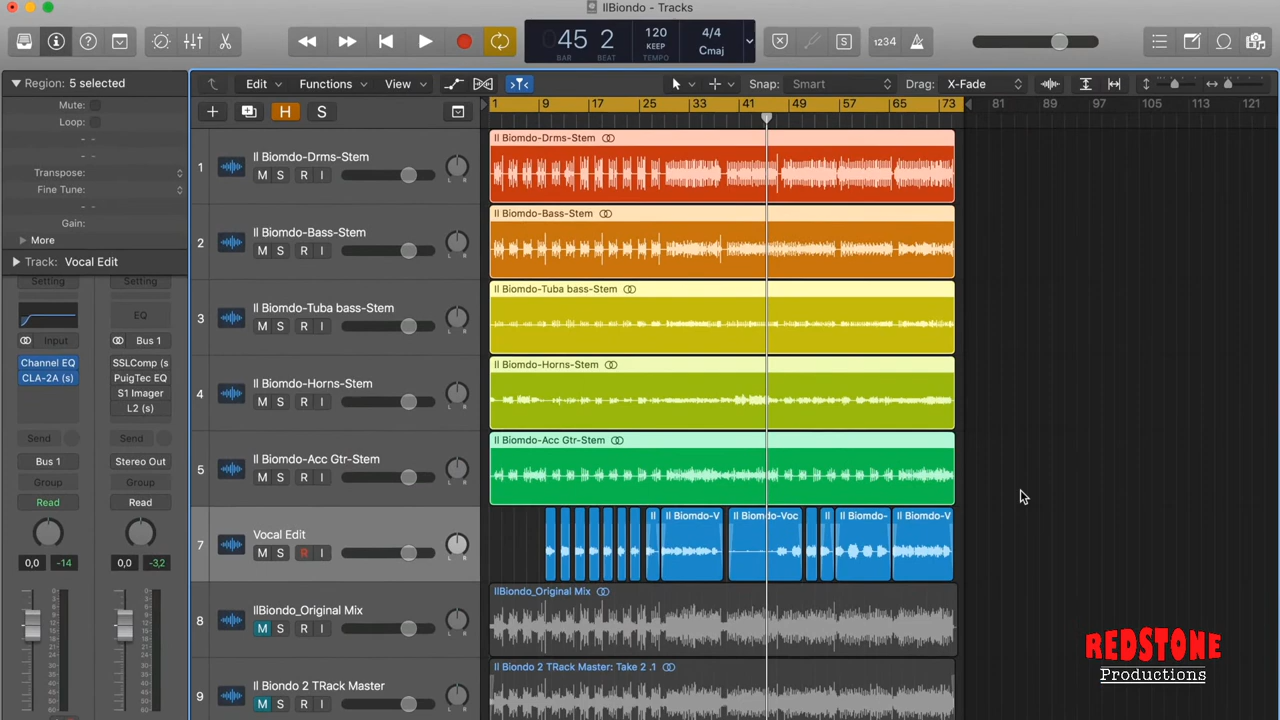 IlBiondo - Tracks
45 2
BAR BEAT
120
KEEP
TEMPO
4/4
Cmaj
1234
S
Region: 5 selected
Edit Functions View
Snap: Smart
Drag: X-Fade
Mute:
Loop:
Transpose:
Fine Tune:
Gain:
More
Track: Vocal Edit
H S
1 9 17 25 33 41 49 57 65 73 81 89 97 105 113 121
Setting Setting
EQ
Input Bus 1
Channel EQ SSLComp (s
CLA-2A (s) PuigTec EQ
S1 Imager
L2 (s)
Send Send
Bus 1 Stereo Out
Group Group
Read Read
0,0 -14 0,0 -3,2
1 Il Biomdo-Drms-Stem
M S R I
L R
Il Biomdo-Drms-Stem
2 Il Biomdo-Bass-Stem
M S R I
L R
Il Biomdo-Bass-Stem
3 Il Biomdo-Tuba bass-Stem
M S R I
L R
Il Biomdo-Tuba bass-Stem
4 Il Biomdo-Horns-Stem
M S R I
L R
Il Biomdo-Horns-Stem
5 Il Biomdo-Acc Gtr-Stem
M S R I
L R
Il Biomdo-Acc Gtr-Stem
7 Vocal Edit
M S R I
L R
Il Il Biomdo-V Il Biomdo-Voc Il Il Biomdo- Il Biomdo-V
8 IlBiondo_Original Mix
M S R I
L R
IlBiondo_Original Mix
9 Il Biondo 2 TRack Master
M S R I
L R
Il Biondo 2 TRack Master: Take 2 .1
REDSTONE
Productions